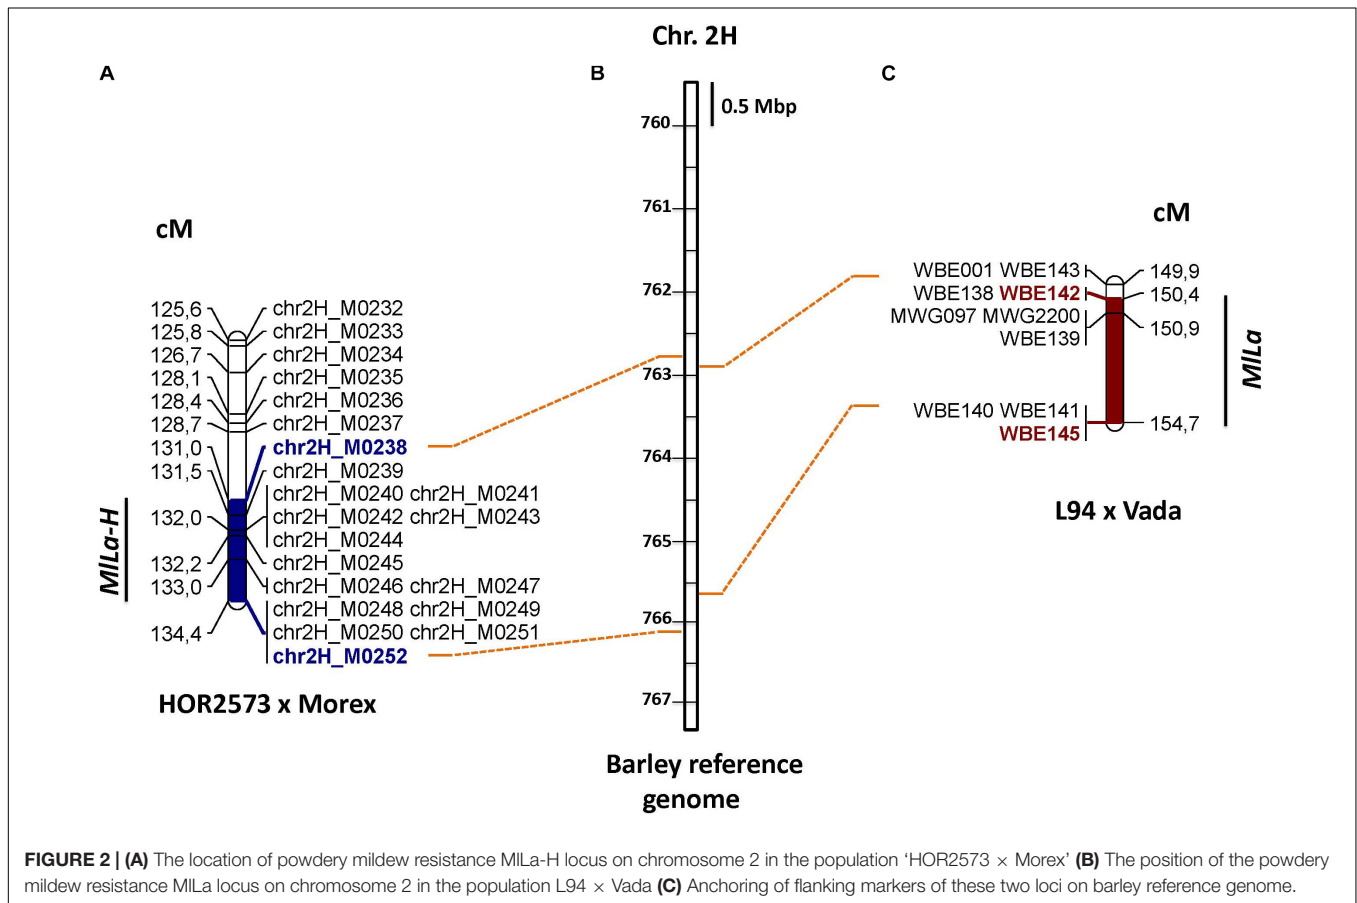 Chr. 2H
A
B
C
0.5 Mbp
760
761
762
763
764
765
766
767
cM
125,6
125,8
126,7
128,1
128,4
128,7
131,0
131,5
132,0
132,2
133,0
134,4
chr2H_M0232
chr2H_M0233
chr2H_M0234
chr2H_M0235
chr2H_M0236
chr2H_M0237
chr2H_M0238
chr2H_M0239
chr2H_M0240 chr2H_M0241
chr2H_M0242 chr2H_M0243
chr2H_M0244
chr2H_M0245
chr2H_M0246 chr2H_M0247
chr2H_M0248 chr2H_M0249
chr2H_M0250 chr2H_M0251
chr2H_M0252
MlLa-H
HOR2573 x Morex
cM
WBE001 WBE143
WBE138 WBE142
MWG097 MWG2200
WBE139
WBE140 WBE141
WBE145
149,9
150,4
150,9
154,7
MlLa
L94 x Vada
Barley reference
genome
FIGURE 2 | (A) The location of powdery mildew resistance MlLa-H locus on chromosome 2 in the population ‘HOR2573 × Morex’ (B) The position of the powdery
mildew resistance MlLa locus on chromosome 2 in the population L94 × Vada (C) Anchoring of flanking markers of these two loci on barley reference genome.